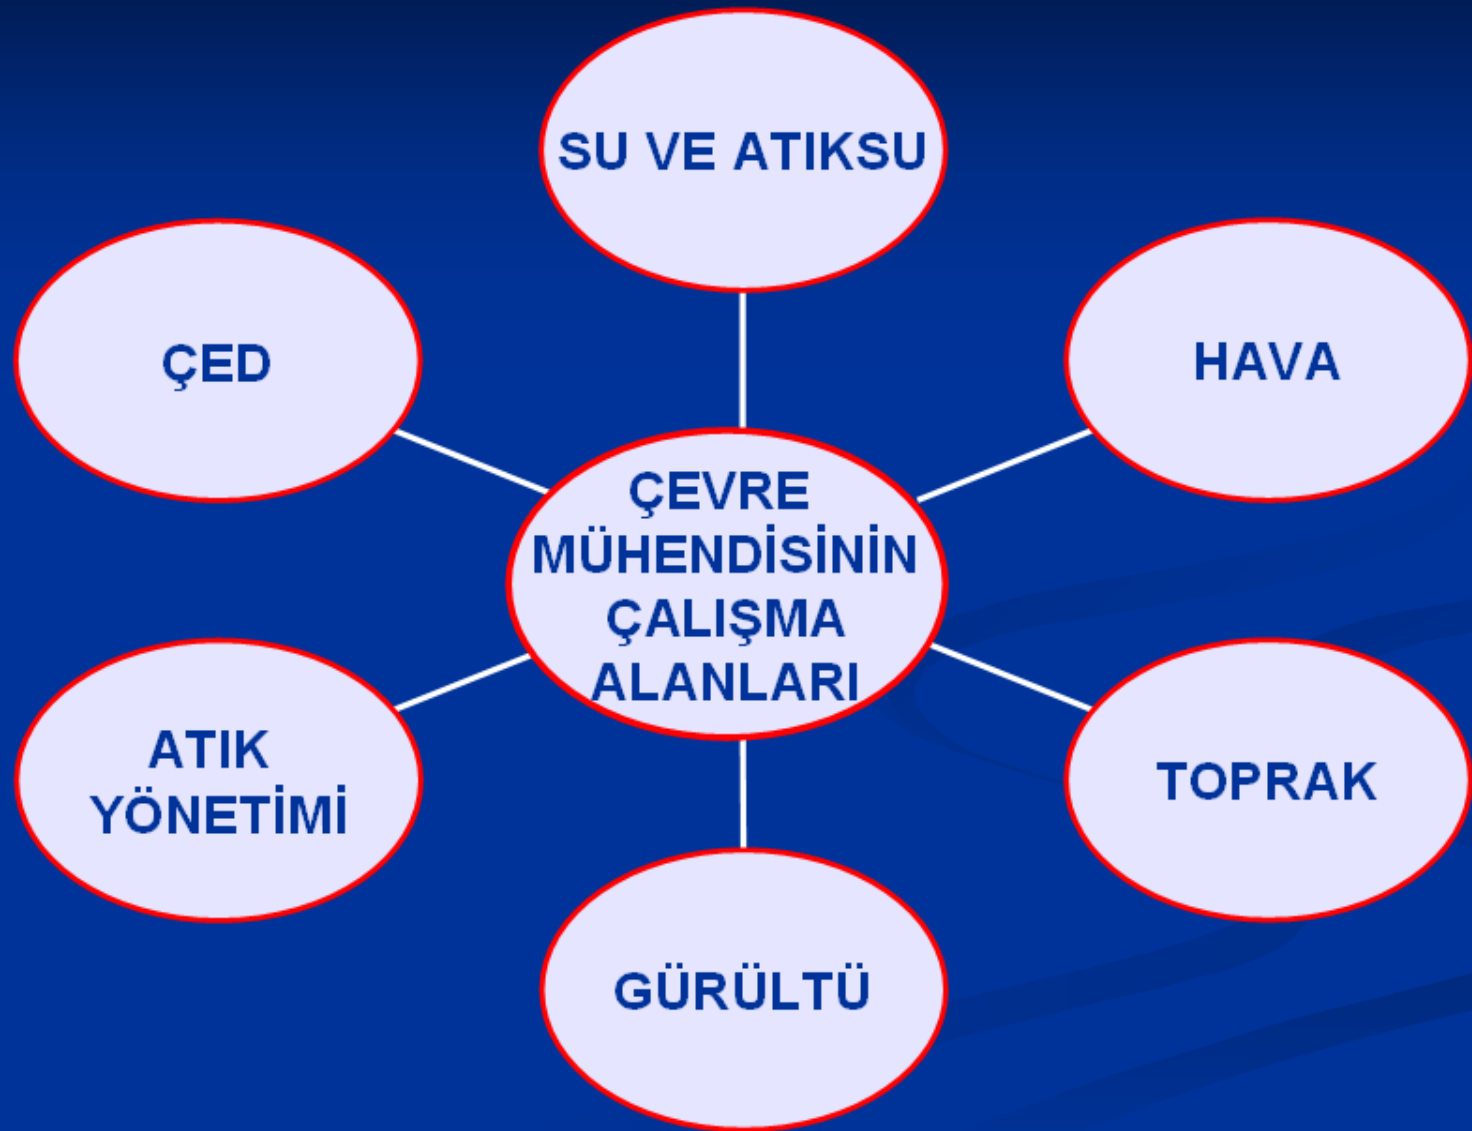 SU VE ATIKSU
ÇED
HAVA
ÇEVRE
MÜHENDİSİNİN
ÇALIŞMA
ALANLARI
ATIK
YÖNETİMİ
TOPRAK
GÜRÜLTÜ